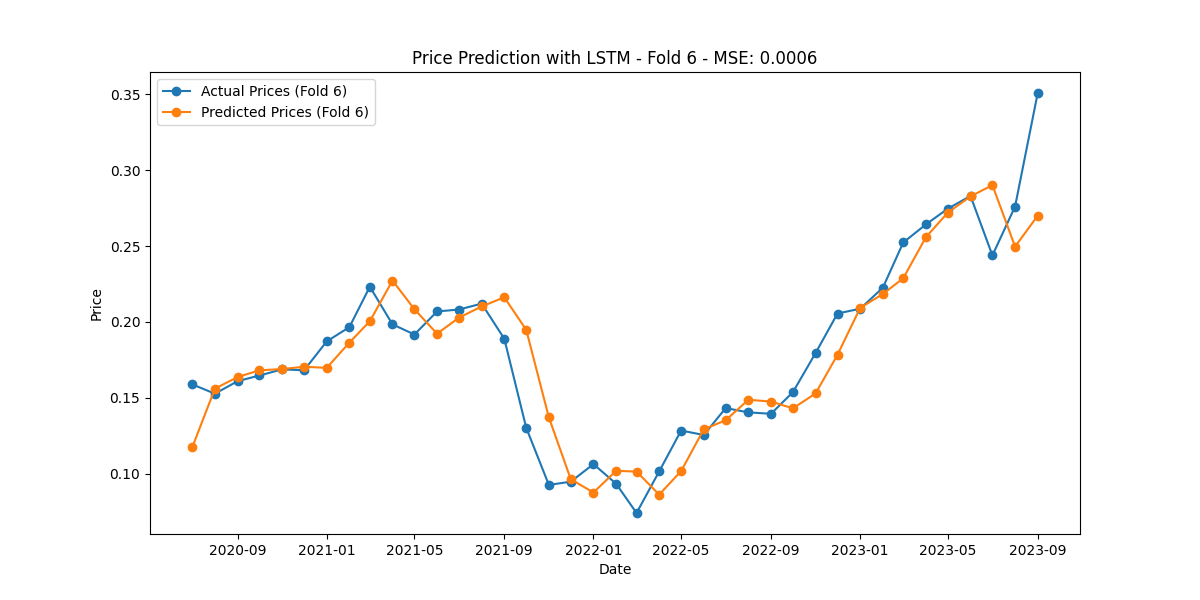 Price Prediction with LSTM - Fold 6 - MSE: 0.0006
Actual Prices (Fold 6)
Predicted Prices (Fold 6)
0.35
0.30
0.25
0.20
0.15
0.10
Price
2020-09 2021-01 2021-05 2021-09 2022-01 2022-05 2022-09 2023-01 2023-05 2023-09
Date